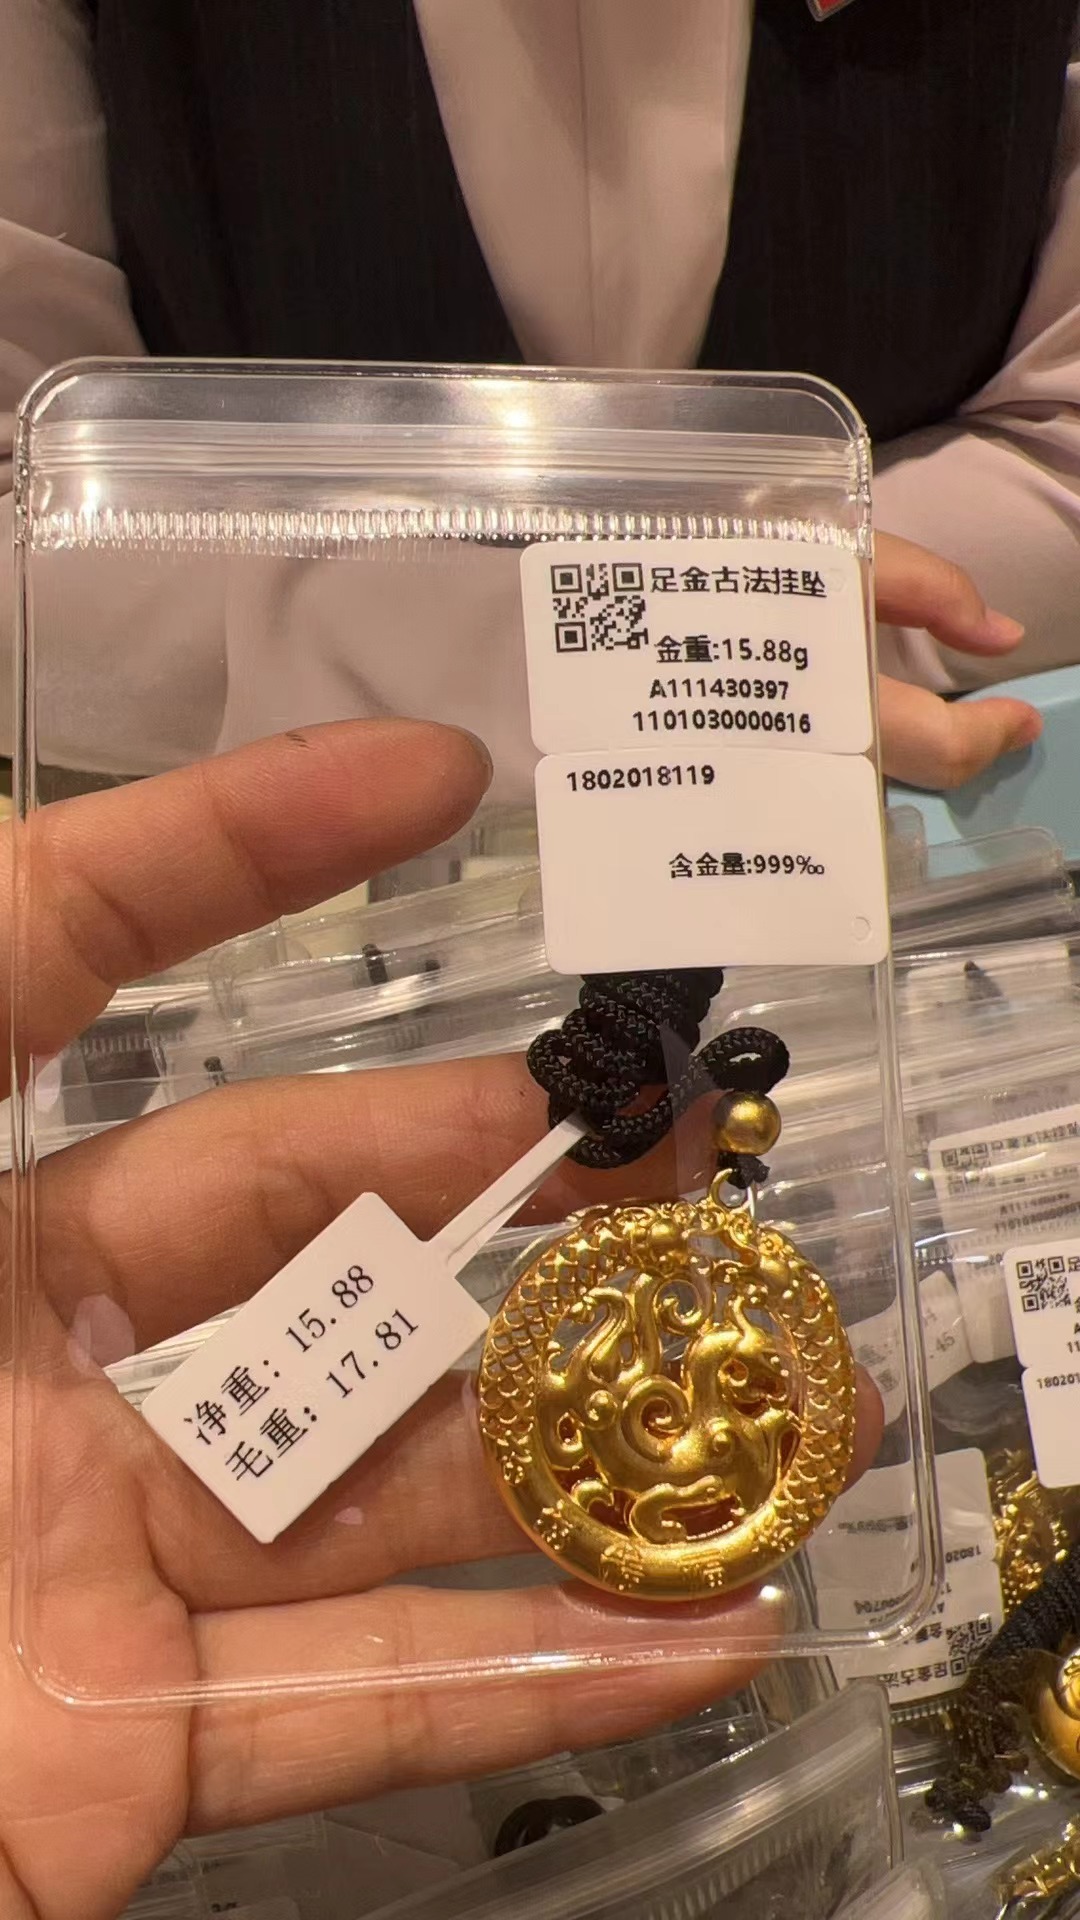 足金古法挂坠
金重:15.88g
A111430397
1101030000616
1802018119
含金量:999‰
净重: 15.88
毛重: 17.81